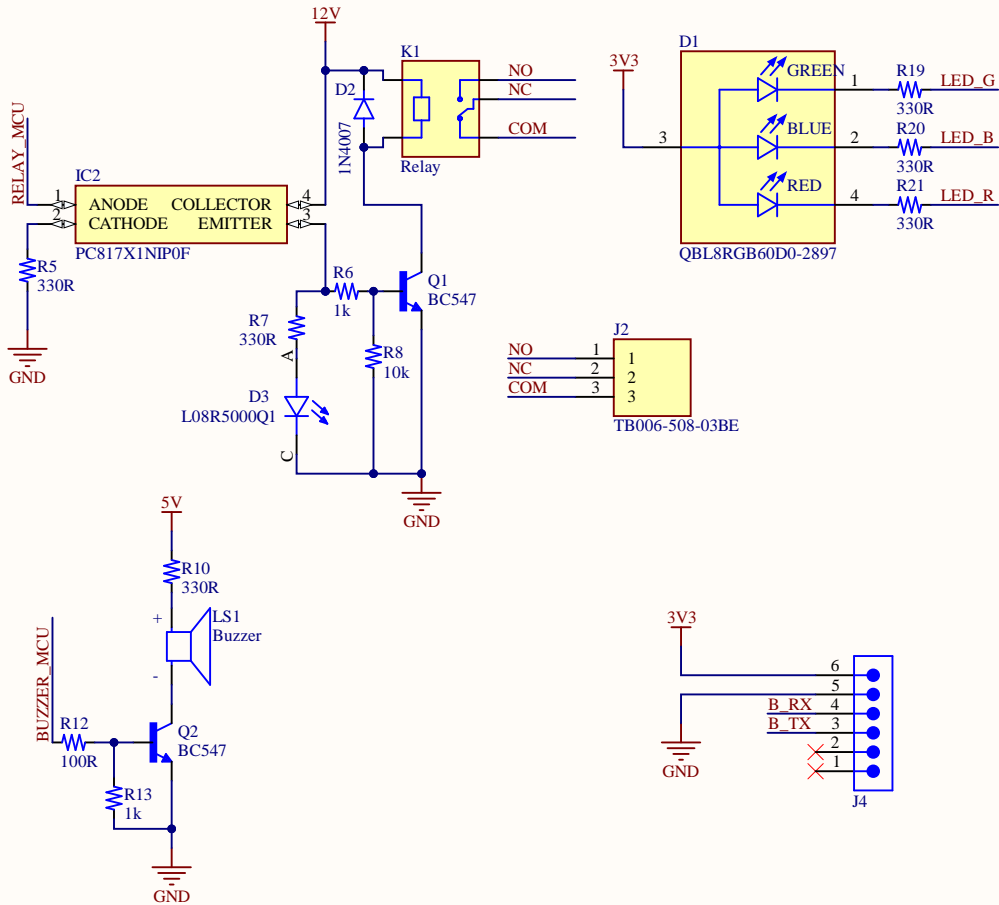 12V
K1
D2
1N4007
NO
NC
COM
Relay
RELAY_MCU
IC2
1
2
ANODE COLLECTOR
CATHODE EMITTER
4
3
PC817X1NIP0F
R5
330R
GND
R6
1k
Q1
BC547
R7
330R
A
R8
10k
D3
L08R5000Q1
C
GND
3V3
D1
3
GREEN
BLUE
RED
1
2
4
R19
330R
R20
330R
R21
330R
LED_G
LED_B
LED_R
QBL8RGB60D0-2897
J2
NO 1 1
NC 2 2
COM 3 3
TB006-508-03BE
5V
R10
330R
+
LS1
Buzzer
-
BUZZER_MCU
R12
100R
Q2
BC547
R13
1k
GND
3V3
6
5
B_RX 4
B_TX 3
2
1
GND
J4